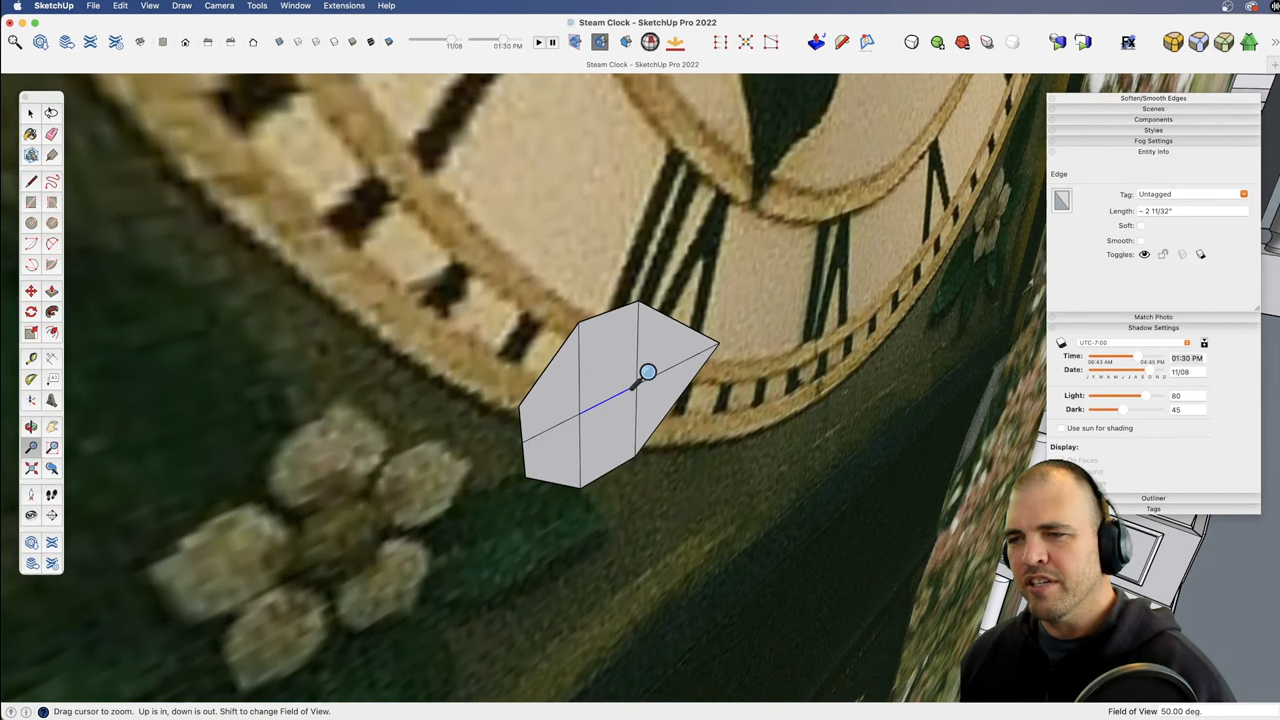 SketchUp File Edit View Draw Camera Tools Window Extensions Help
Steam Clock - SketchUp Pro 2022
11/08 01:30 PM
Steam Clock - SketchUp Pro 2022
Soften/Smooth Edges
Scenes
Components
Styles
Fog Settings
Entity Info
Edge
Tag: Untagged
Length: ~ 2 11/32"
Soft:
Smooth:
Toggles:
Match Photo
Shadow Settings
UTC-7:00
Time: 01:30 PM
06:43 AM 04:45 PM
Date: 11/08
J F M A M J J A S O N D
Light: 80
Dark: 45
Use sun for shading
Display:
On Faces
Outliner
Tags
Drag cursor to zoom. Up is in, down is out. Shift to change Field of View.
Field of View 50.00 deg.